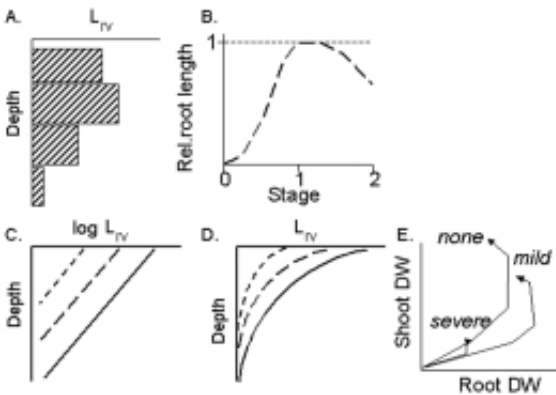 A.
L_rv
Depth
B.
1
Rel.root length
0
1
2
Stage
C.
log L_rv
Depth
D.
L_rv
Depth
E.
none
mild
severe
Shoot DW
Root DW